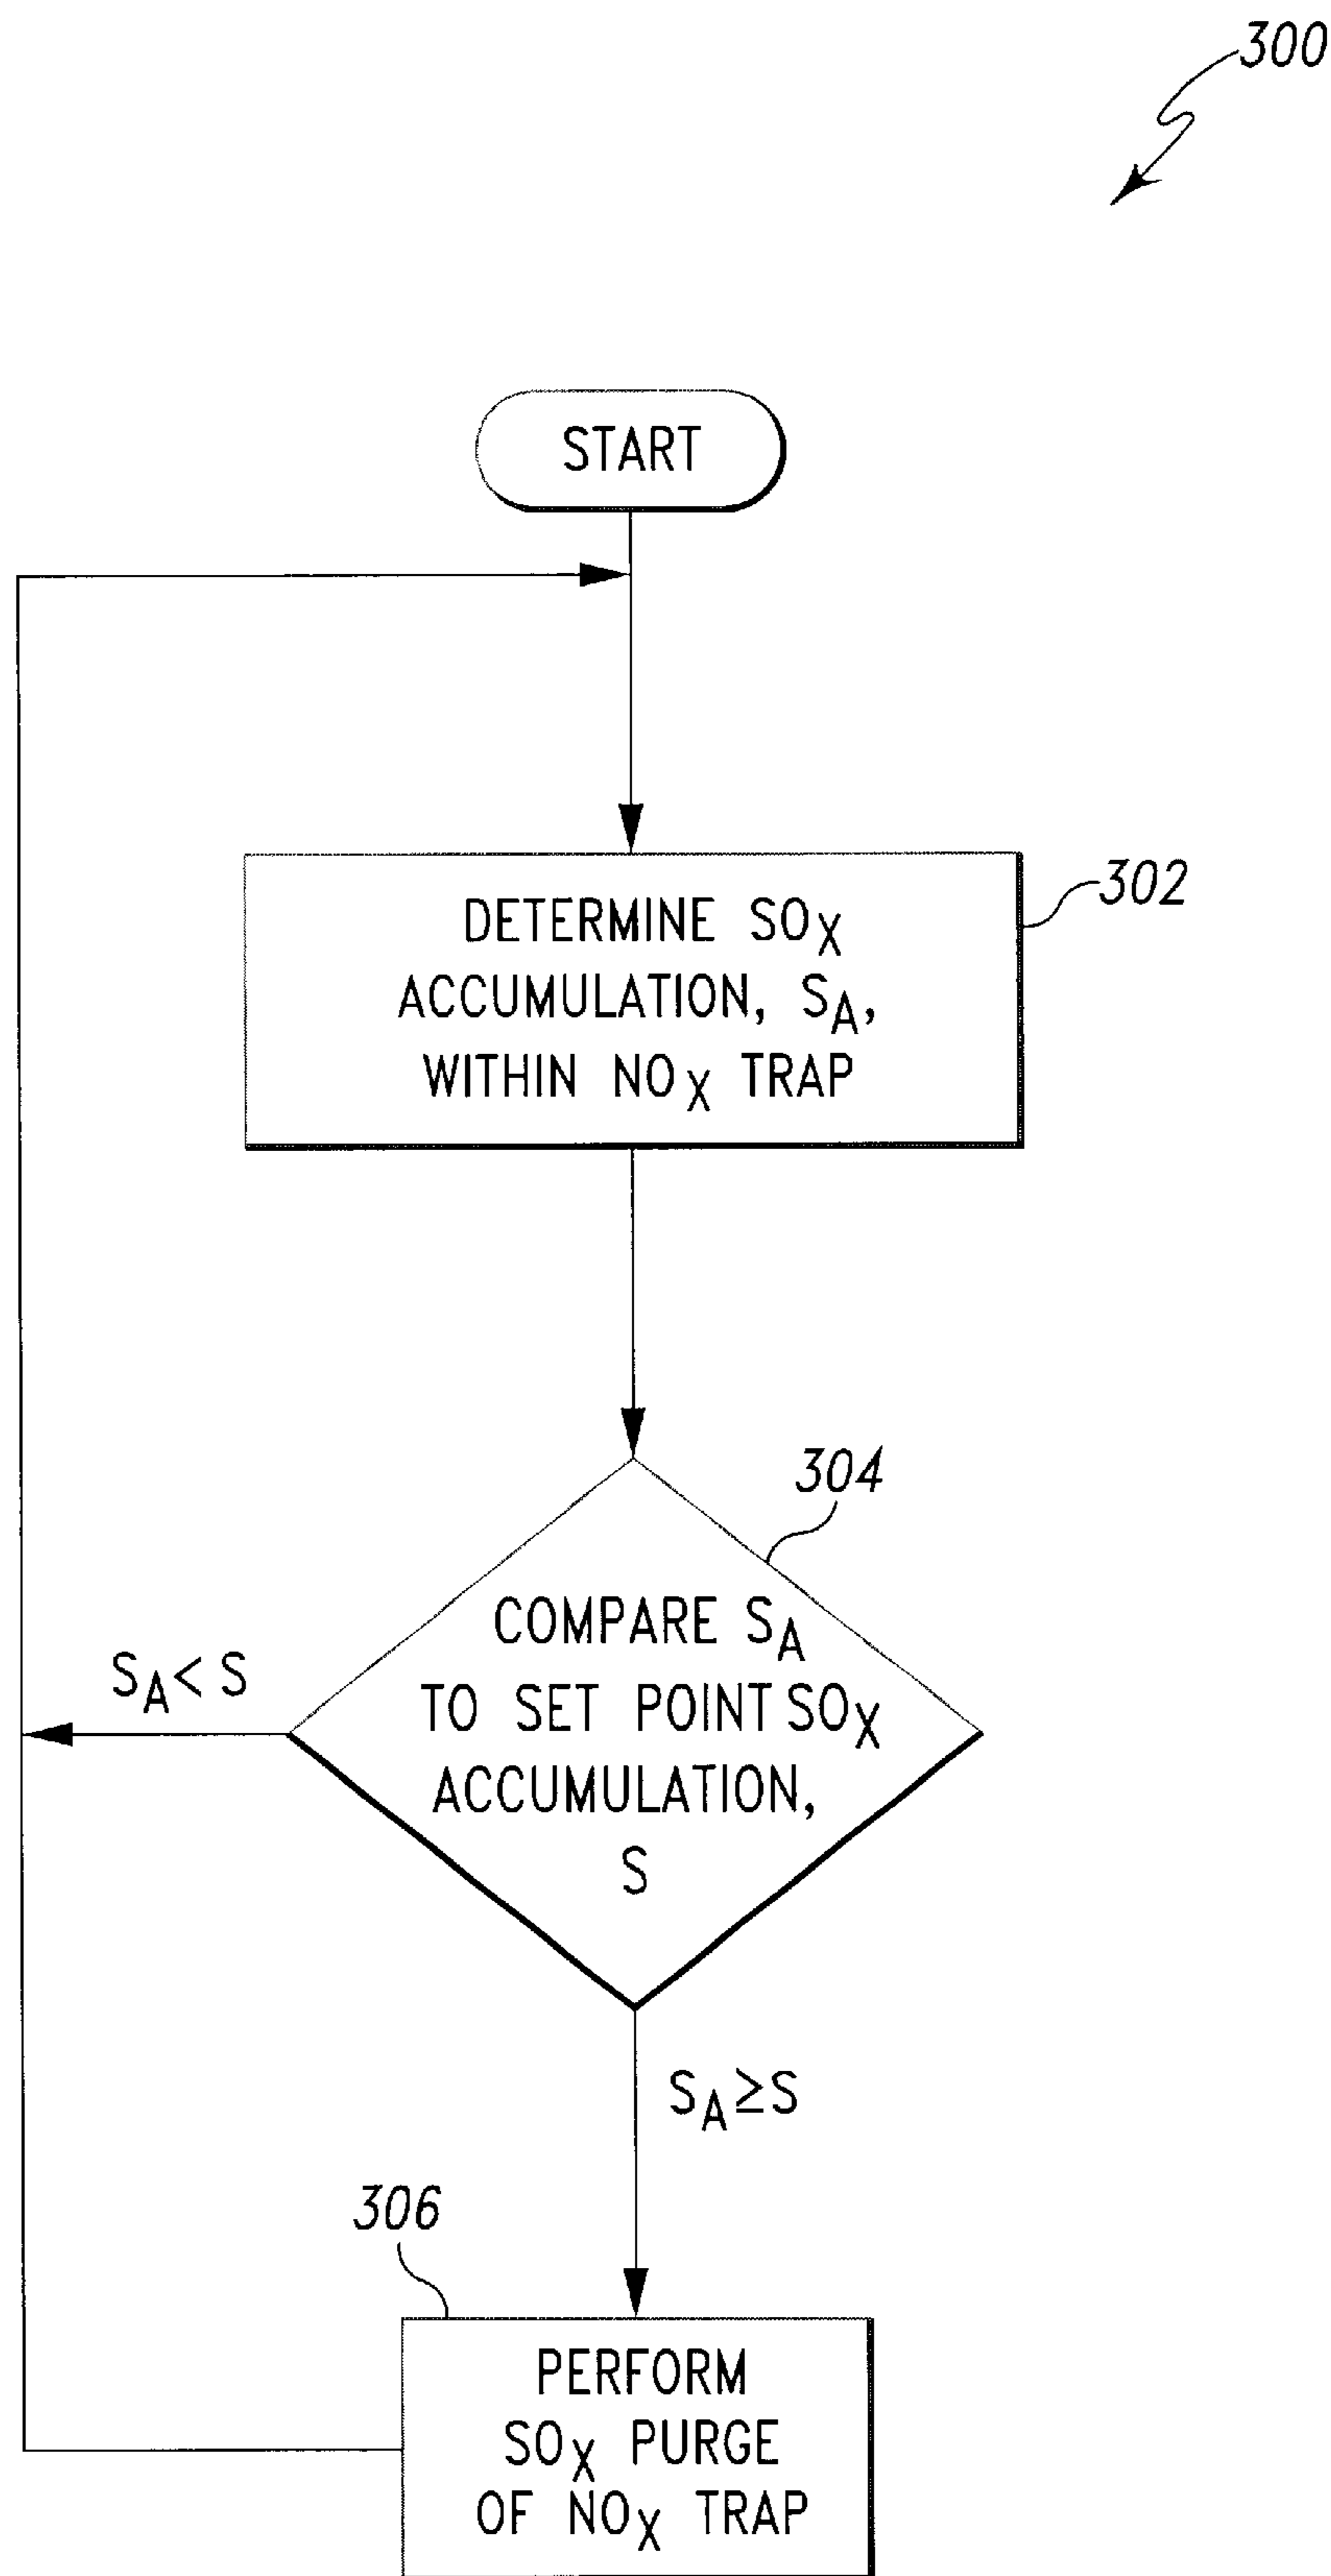 300
START
DETERMINE SOX
ACCUMULATION, SA,
WITHIN NOX TRAP
302
304
COMPARE SA
TO SET POINT SOX
ACCUMULATION,
S
SA< S
SA≥S
306
PERFORM
SOX PURGE
OF NOX TRAP